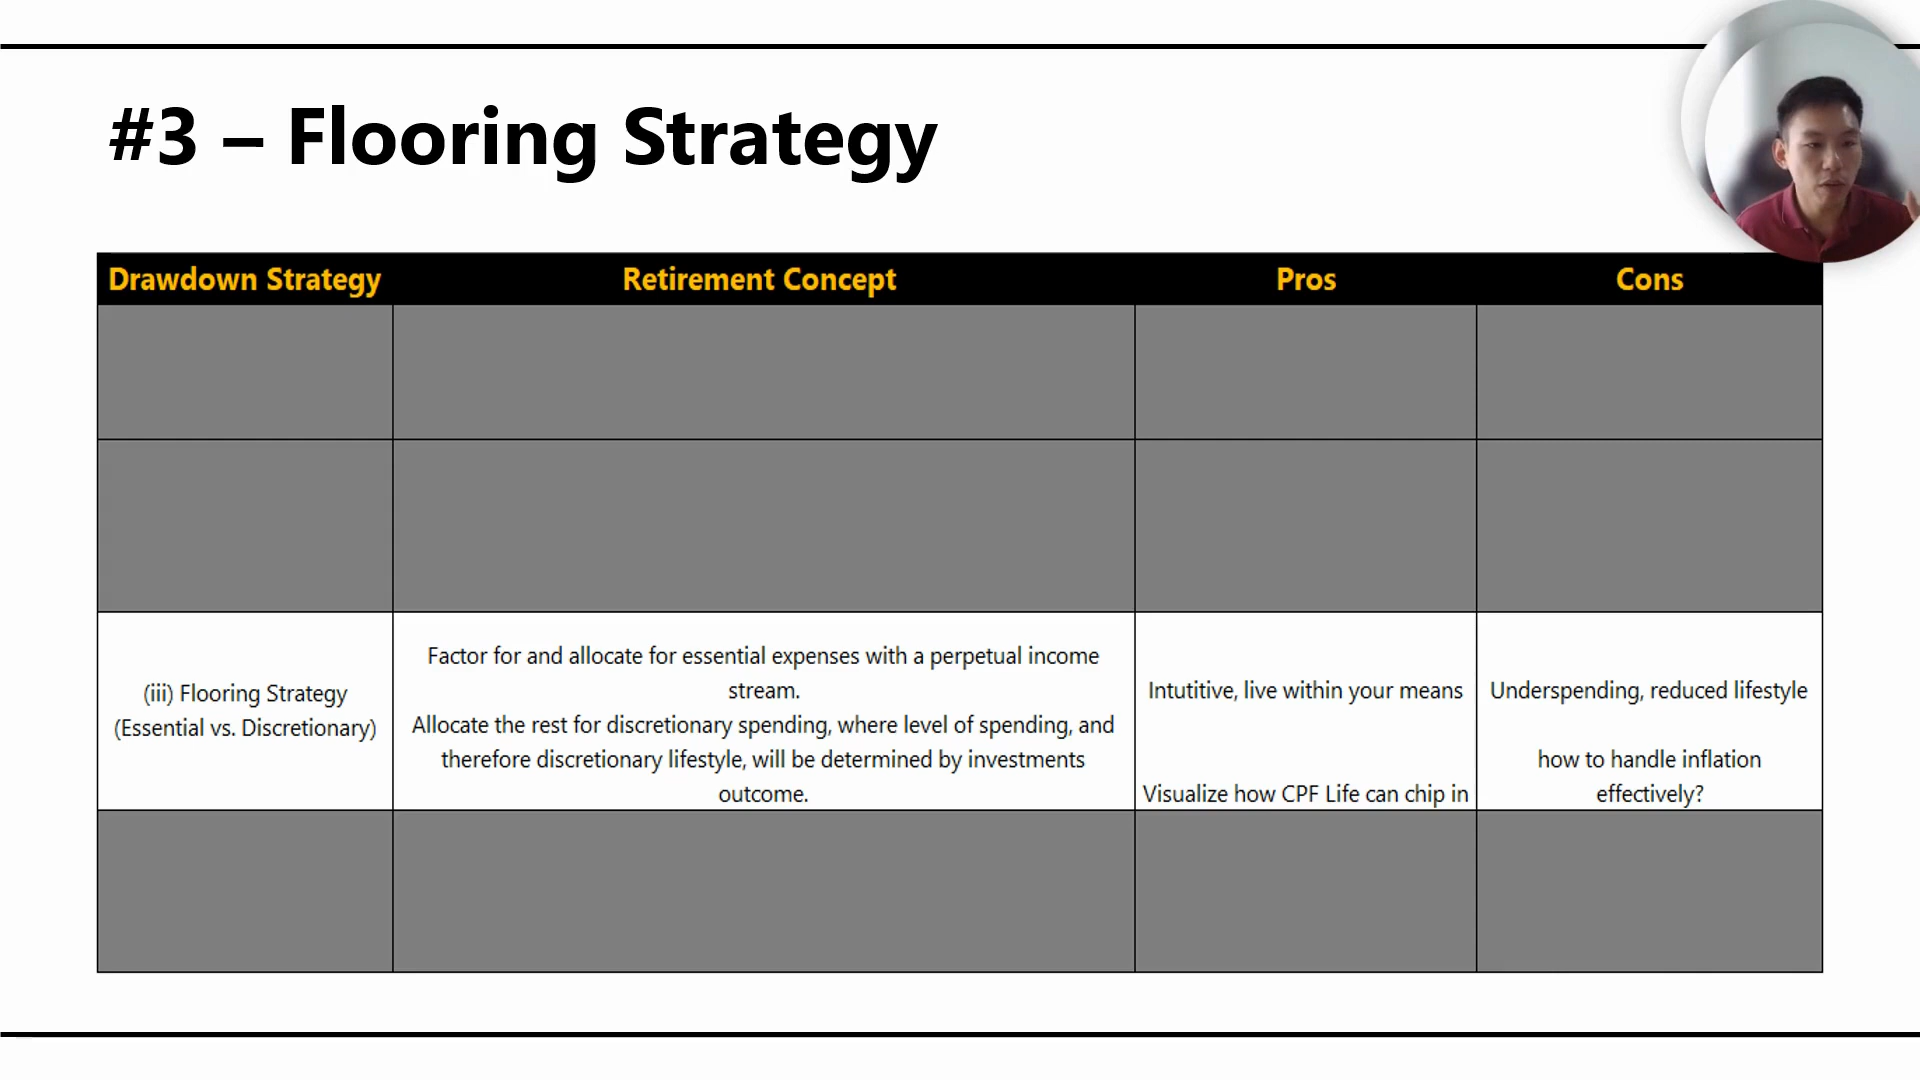 #3 – Flooring Strategy
Drawdown Strategy
Retirement Concept
Pros
Cons
(iii) Flooring Strategy
(Essential vs. Discretionary)
Factor for and allocate for essential expenses with a perpetual income
stream.
Allocate the rest for discretionary spending, where level of spending, and
therefore discretionary lifestyle, will be determined by investments
outcome.
Intutitive, live within your means
Visualize how CPF Life can chip in
Underspending, reduced lifestyle
how to handle inflation
effectively?